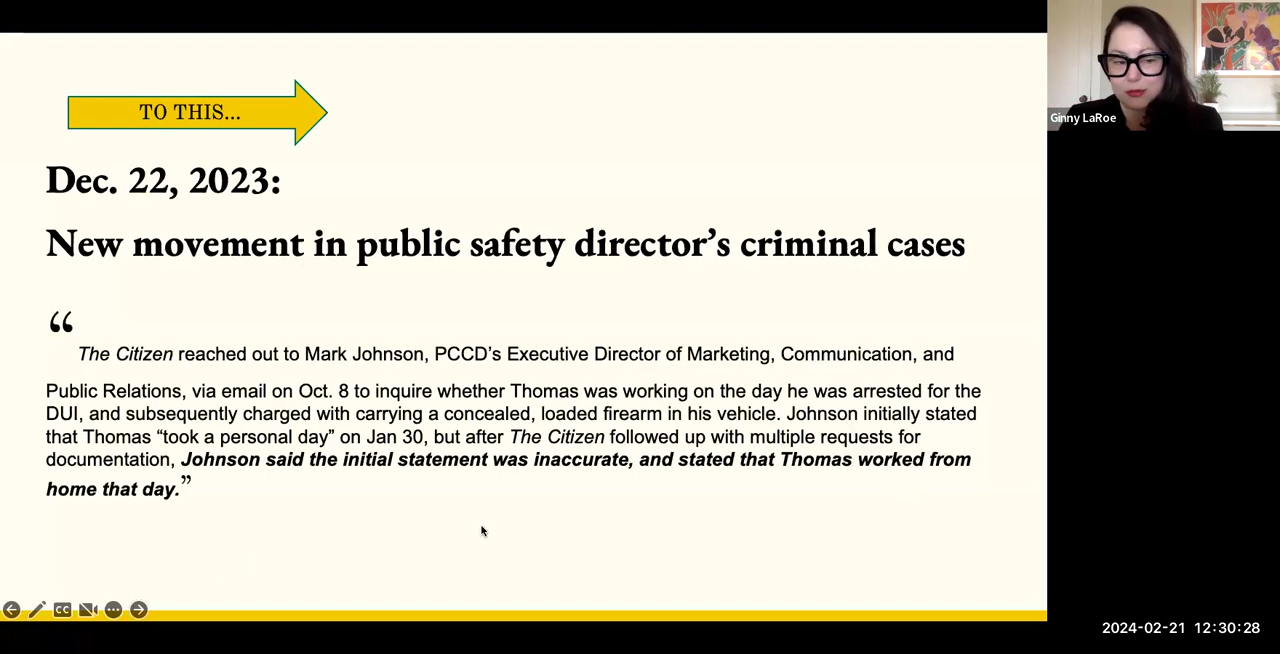 TO THIS...
Dec. 22, 2023:
New movement in public safety director’s criminal cases
“
The Citizen reached out to Mark Johnson, PCCD’s Executive Director of Marketing, Communication, and
Public Relations, via email on Oct. 8 to inquire whether Thomas was working on the day he was arrested for the
DUI, and subsequently charged with carrying a concealed, loaded firearm in his vehicle. Johnson initially stated
that Thomas “took a personal day” on Jan 30, but after The Citizen followed up with multiple requests for
documentation, Johnson said the initial statement was inaccurate, and stated that Thomas worked from
home that day.”
CC
Ginny LaRoe
2024-02-21 12:30:28